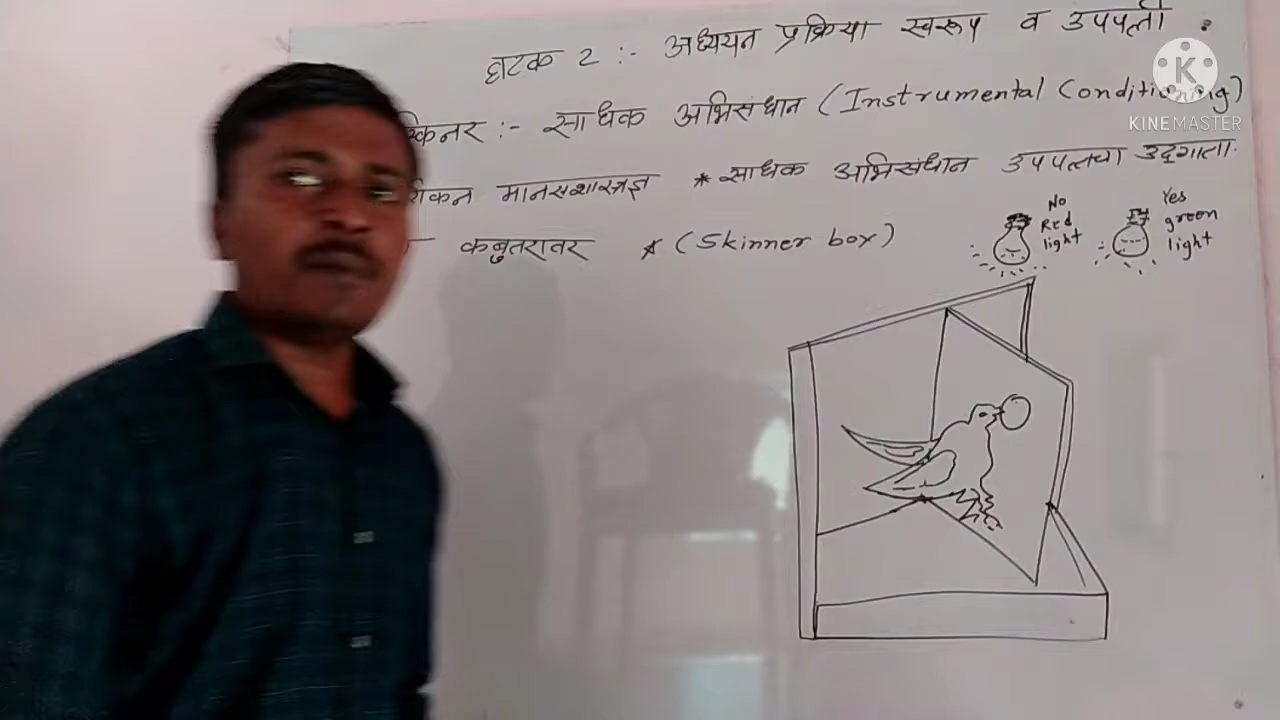 घटक 2 :- अध्ययन प्रक्रिया स्वरूप व उपपत्ती
किनर :- साधक अभिसंधान (Instrumental Conditioning)
रिकन मानसशास्त्रज्ञ * साधक अभिसंधान उपपत्तीचा उद्गाता
कबुतरावर * (Skinner box)
No Red light
Yes green light
K
KINEMASTER